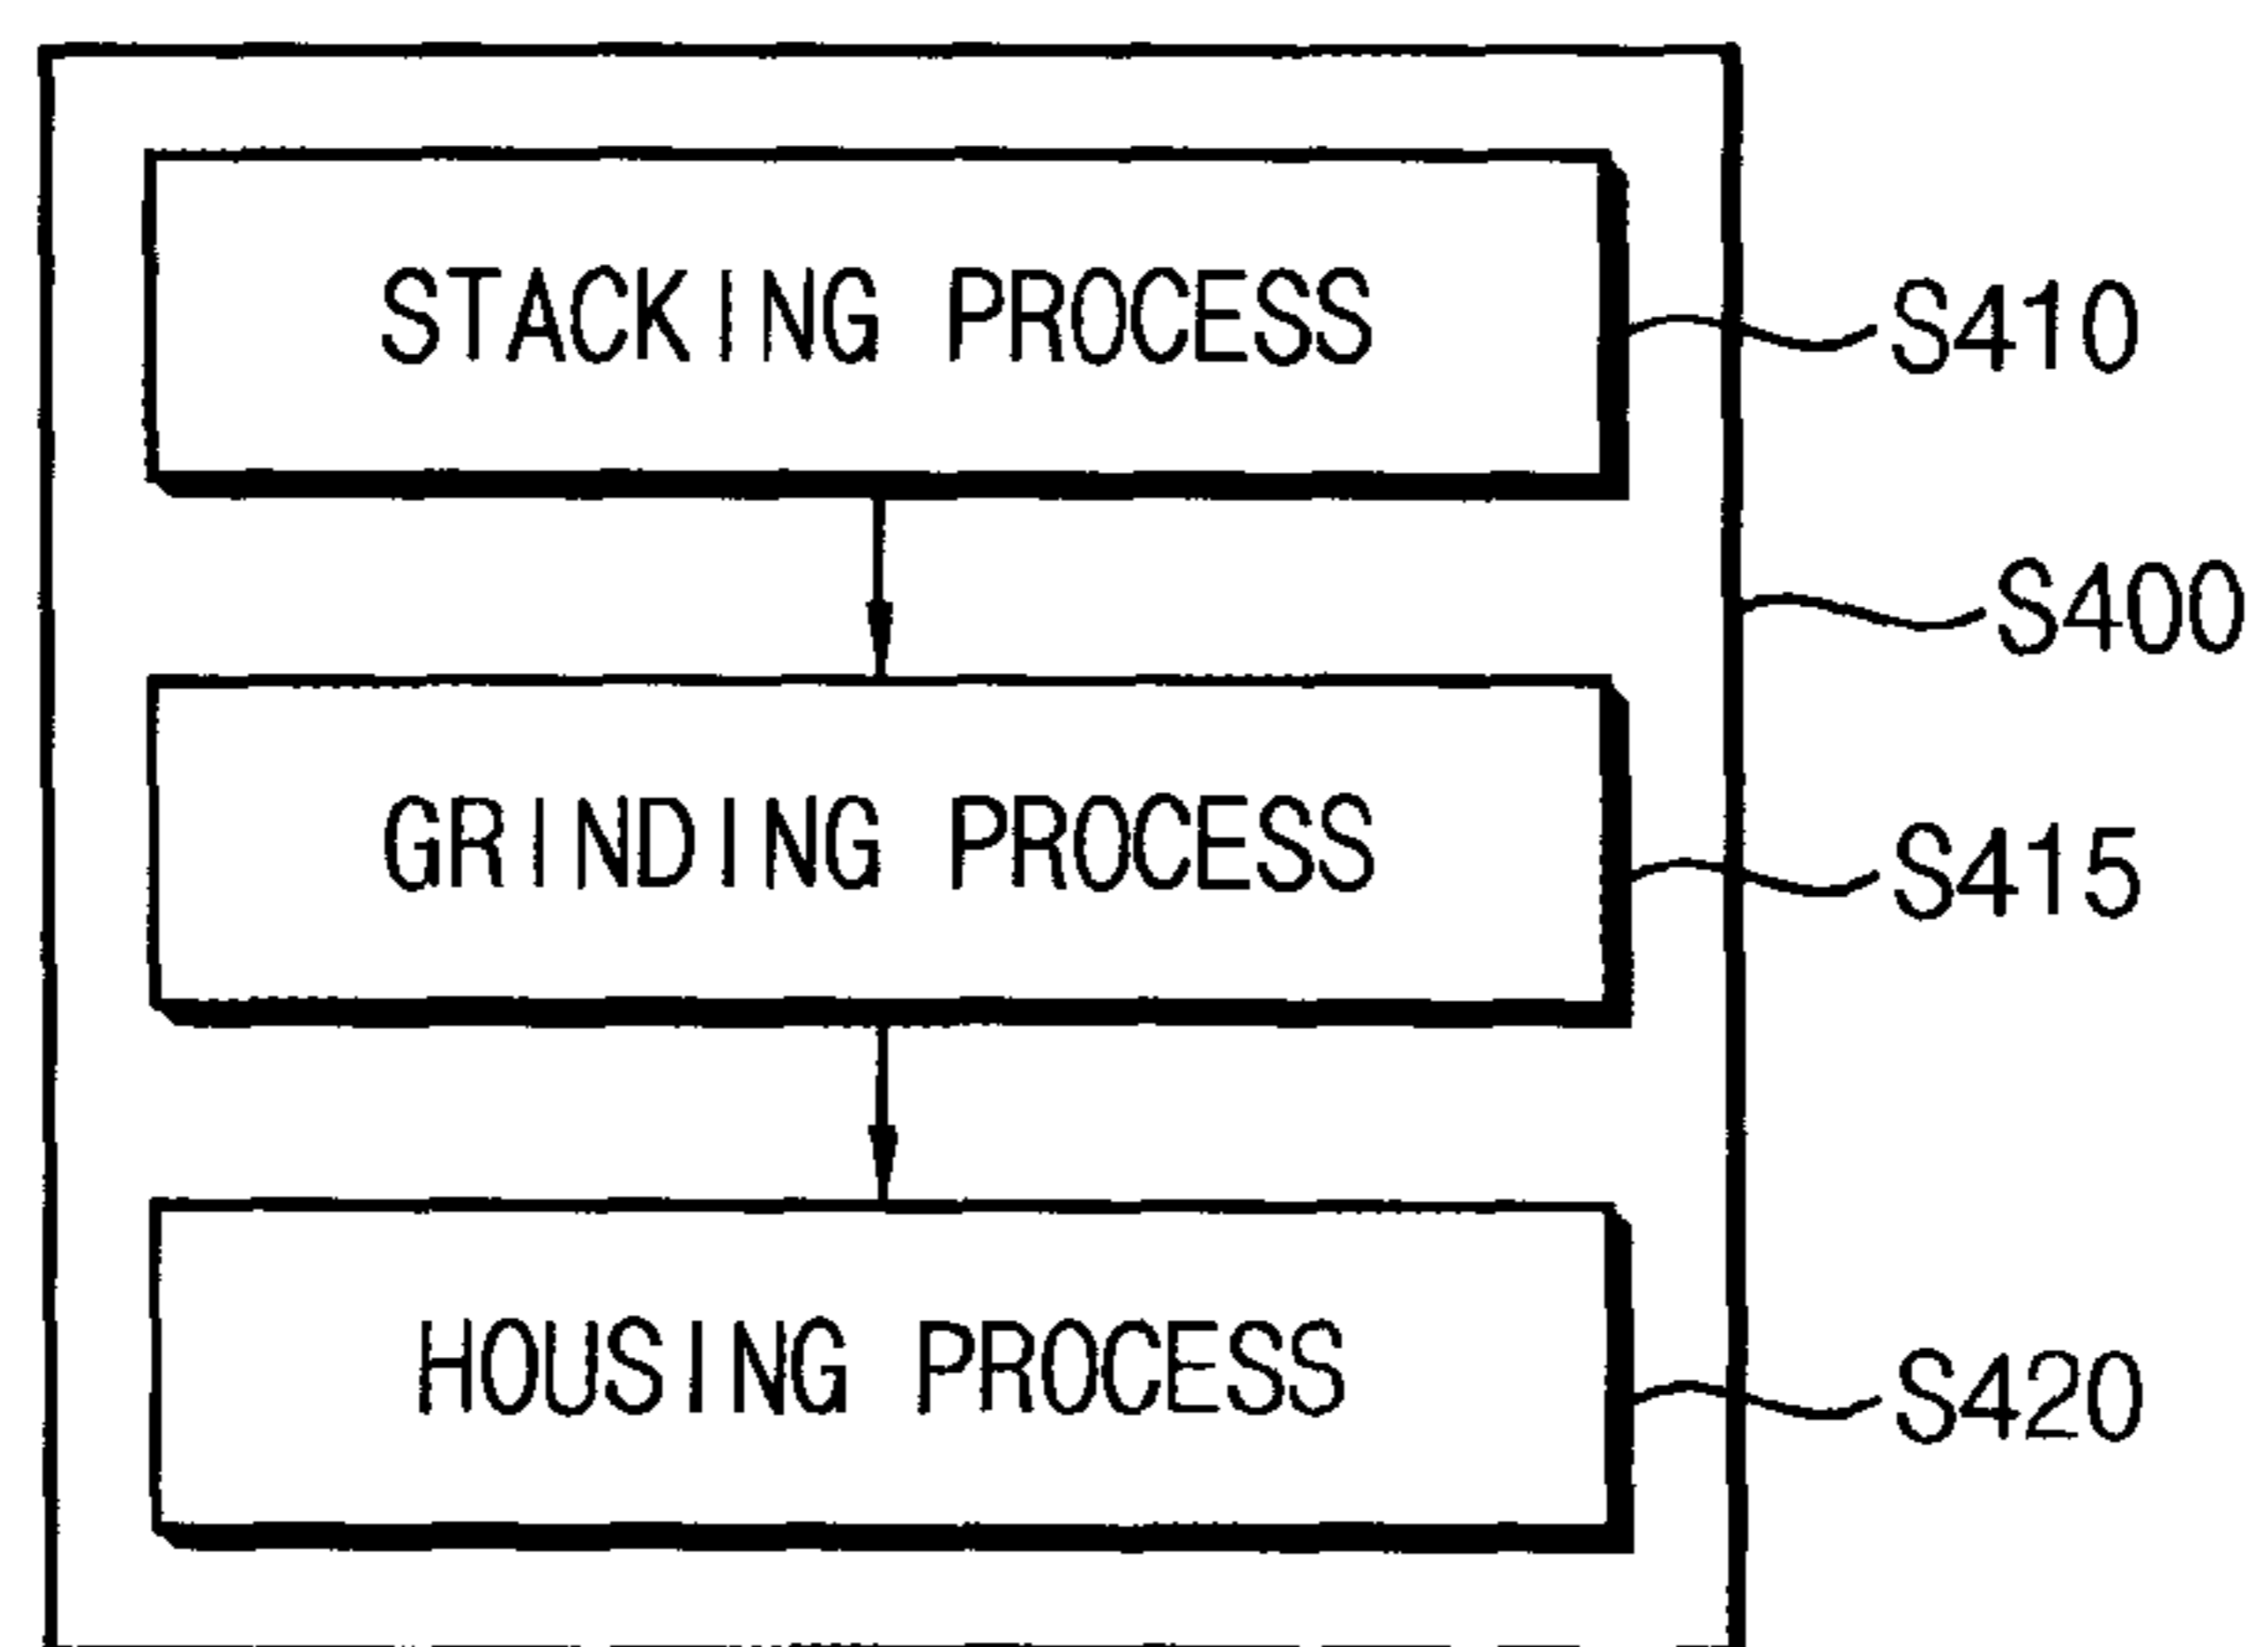 STACKING PROCESS
S410
S400
GRINDING PROCESS
S415
HOUSING PROCESS
S420